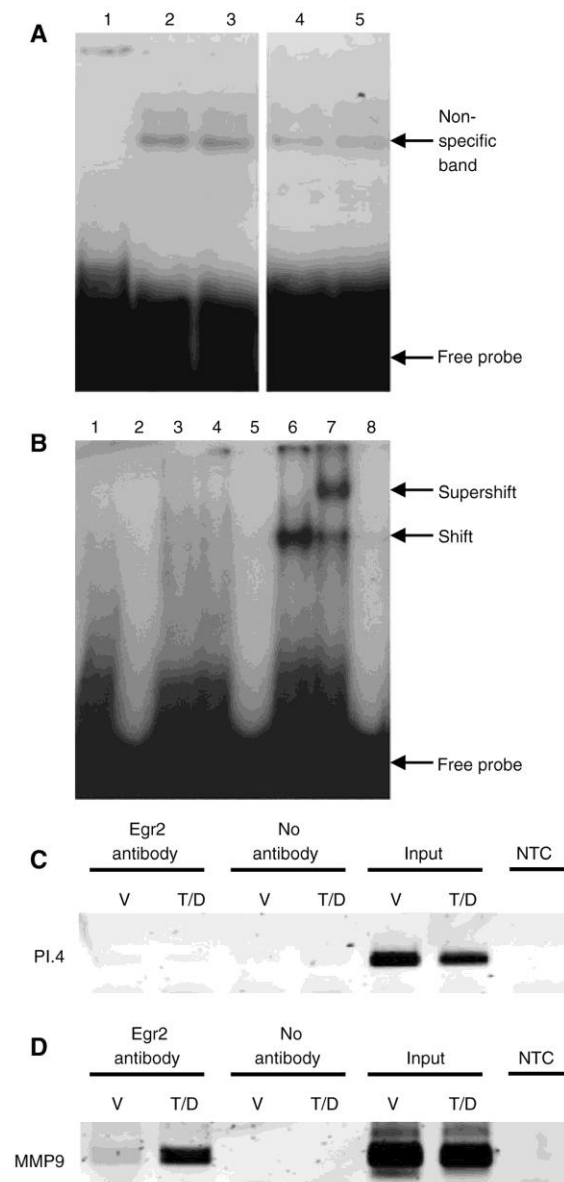 A
1 2 3 4 5
Non-
specific
band
Free probe
B
1 2 3 4 5 6 7 8
Supershift
Shift
Free probe
C
Egr2
antibody
No
antibody
Input
NTC
V T/D V T/D V T/D
PI.4
D
Egr2
antibody
No
antibody
Input
NTC
V T/D V T/D V T/D
MMP9